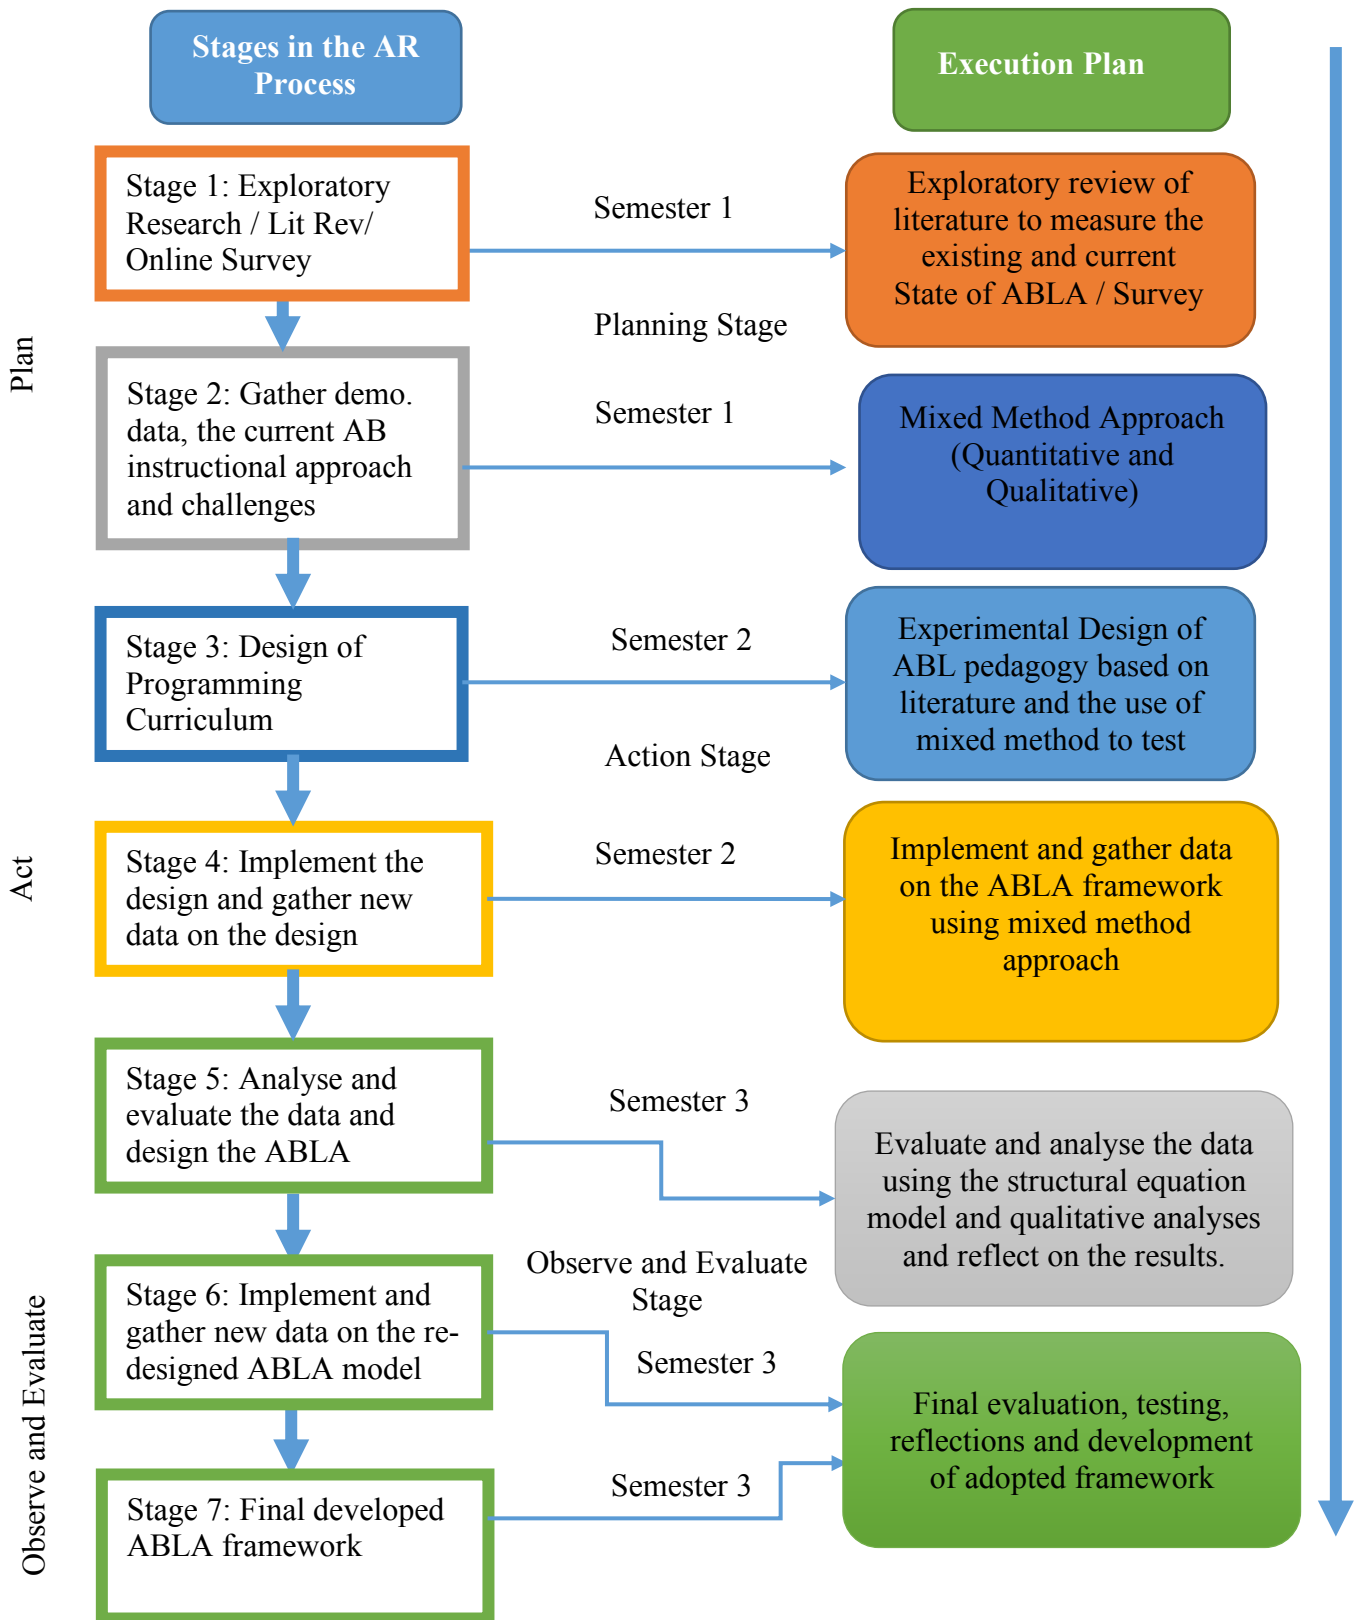 Stages in the AR
Process
Execution Plan
Plan
Stage 1: Exploratory
Research / Lit Rev/
Online Survey
Semester 1
Exploratory review of
literature to measure the
existing and current
State of ABLA / Survey
Planning Stage
Stage 2: Gather demo.
data, the current AB
instructional approach
and challenges
Semester 1
Mixed Method Approach
(Quantitative and
Qualitative)
Stage 3: Design of
Programming
Curriculum
Semester 2
Experimental Design of
ABL pedagogy based on
literature and the use of
mixed method to test
Action Stage
Act
Stage 4: Implement the
design and gather new
data on the design
Semester 2
Implement and gather data
on the ABLA framework
using mixed method
approach
Stage 5: Analyse and
evaluate the data and
design the ABLA
Semester 3
Evaluate and analyse the data
using the structural equation
model and qualitative analyses
and reflect on the results.
Observe and Evaluate
Stage
Observe and Evaluate
Stage 6: Implement and
gather new data on the re-
designed ABLA model
Semester 3
Final evaluation, testing,
reflections and development
of adopted framework
Stage 7: Final developed
ABLA framework
Semester 3